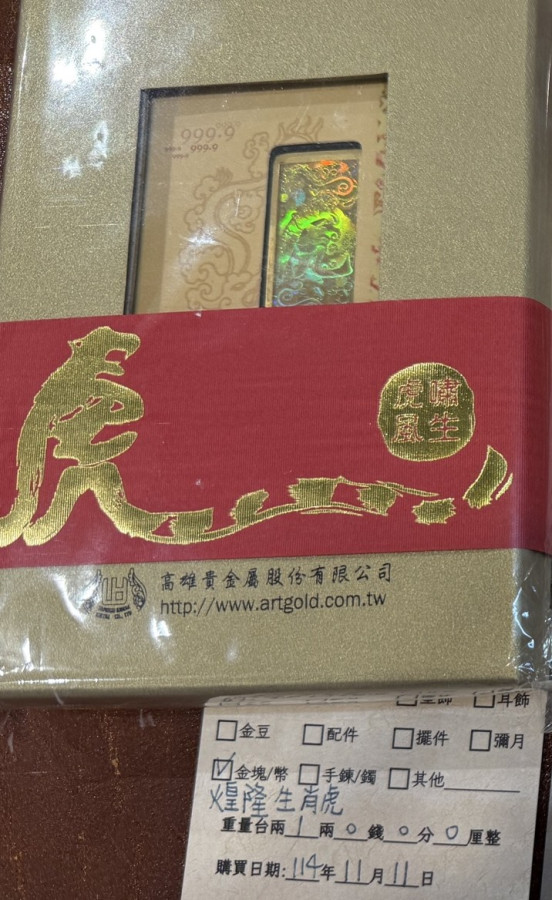 999.9
999.9
虎
嘯生
虎風
高雄貴金屬股份有限公司
http://www.artgold.com.tw
耳飾
□金豆 □配件 □擺件 □彌月
☑金塊/幣 □手鍊/鐲 □其他
煌隆生肖虎
重量台兩 1 兩 0 錢 0 分 0 厘整
購買日期: 114 年 11 月 11 日